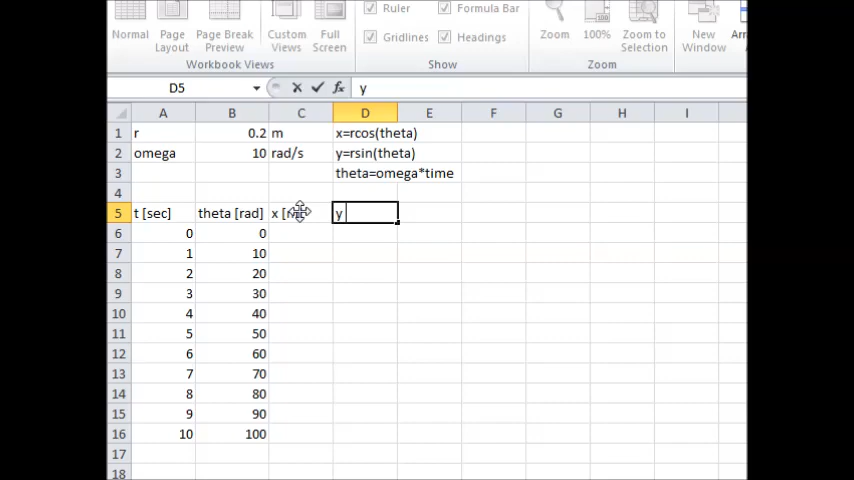 Normal Page Layout Page Break Preview Custom Views Full Screen
Ruler Formula Bar
Gridlines Headings
Zoom 100% Zoom to Selection
New Window
Workbook Views Show Zoom
D5 fx y
A B C D E F G H I
1 r 0.2 m x=rcos(theta)
2 omega 10 rad/s y=rsin(theta)
3 theta=omega*time
4
5 t [sec] theta [rad] x [ y
6 0 0
7 1 10
8 2 20
9 3 30
10 4 40
11 5 50
12 6 60
13 7 70
14 8 80
15 9 90
16 10 100
17
18